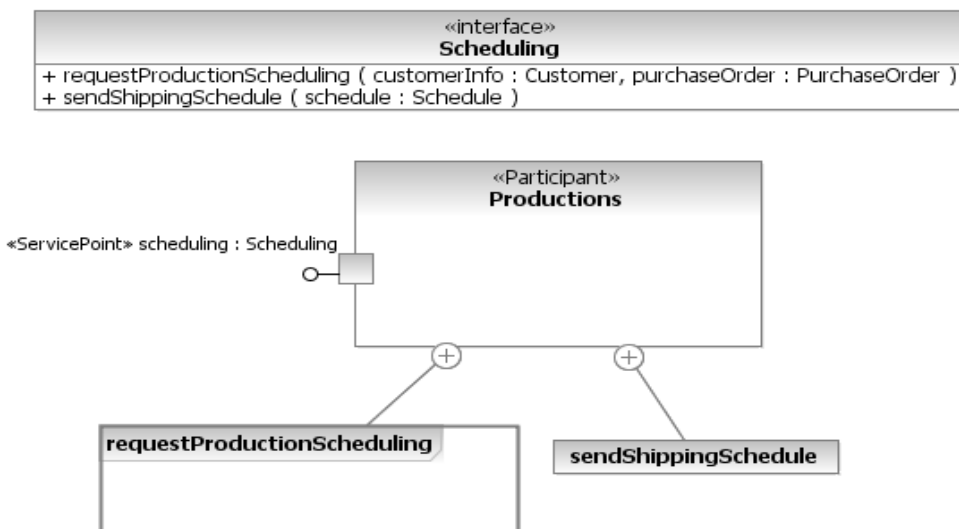 «interface»
Scheduling
+ requestProductionScheduling ( customerInfo : Customer, purchaseOrder : PurchaseOrder )
+ sendShippingSchedule ( schedule : Schedule )
«Participant»
Productions
«ServicePoint» scheduling : Scheduling
requestProductionScheduling
sendShippingSchedule